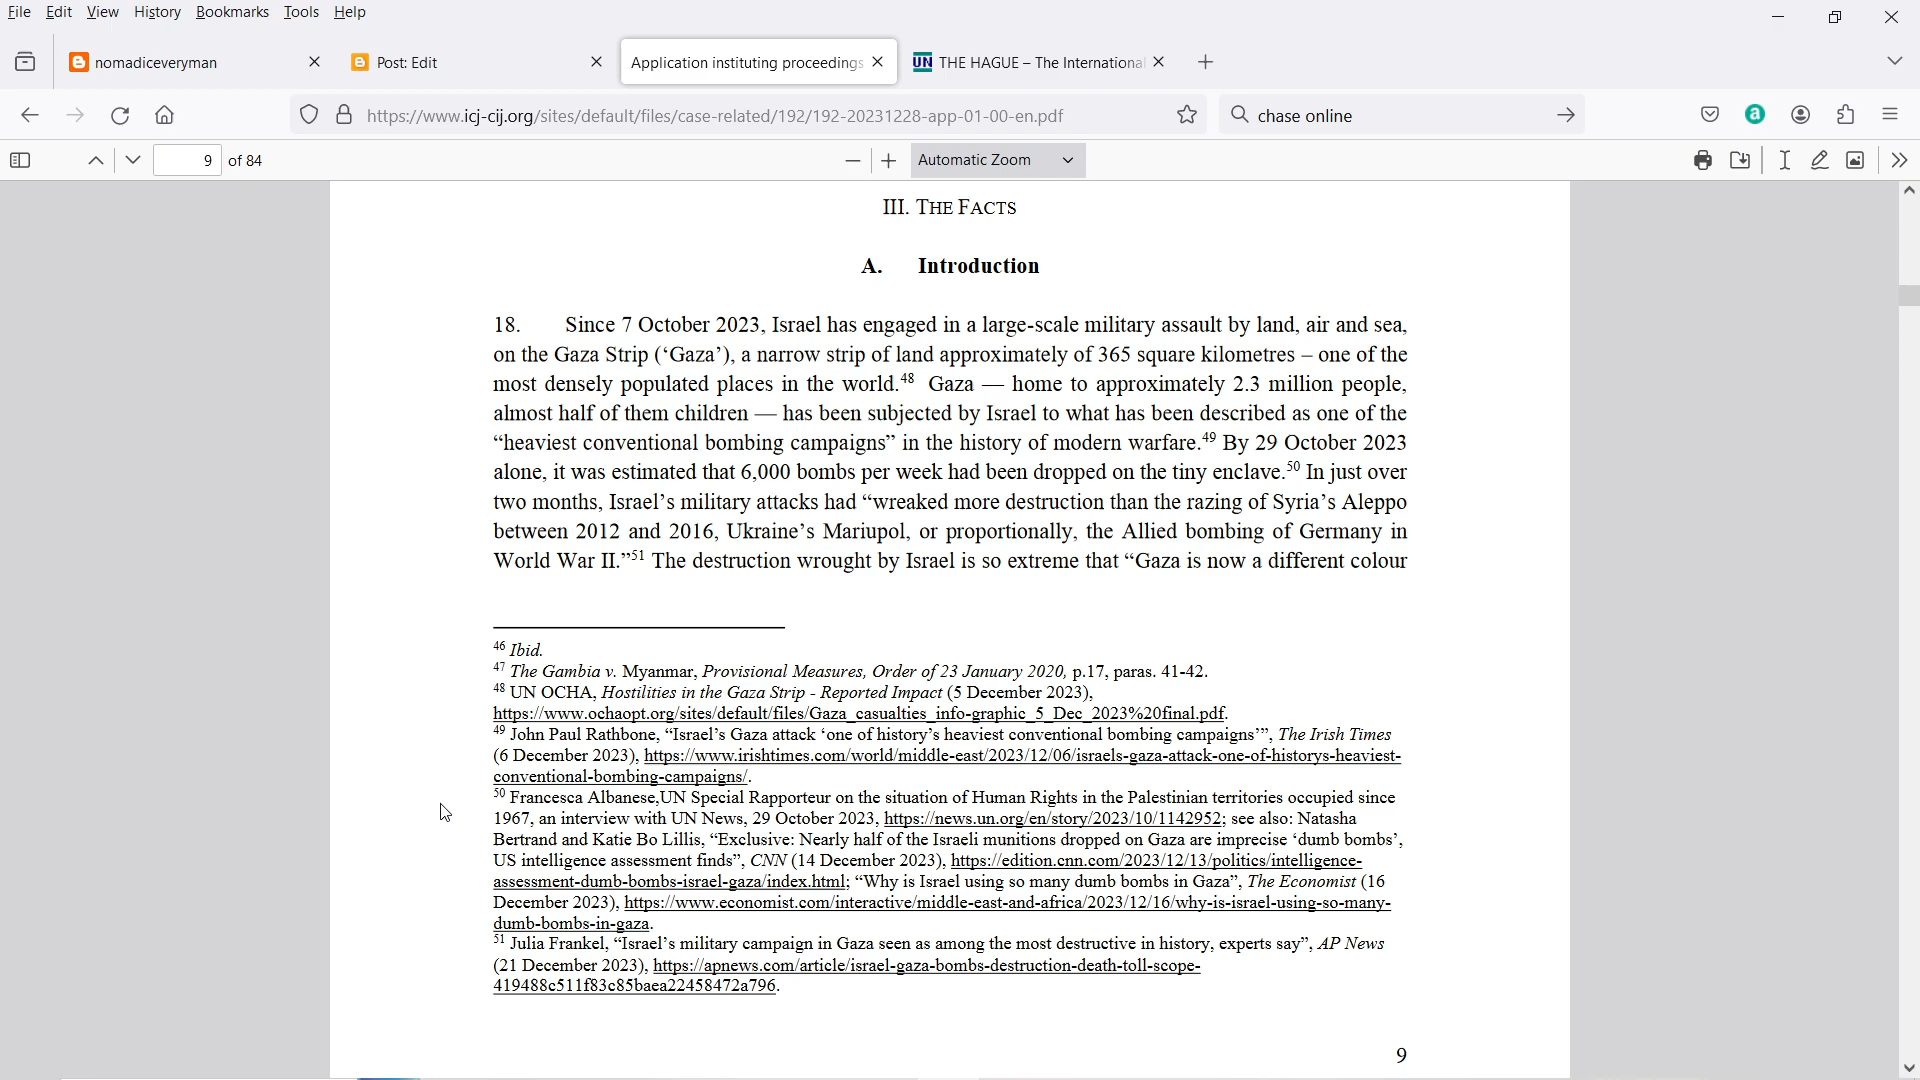 File Edit View History Bookmarks Tools Help
nomadiceveryman
Post: Edit
Application instituting proceedings
UN THE HAGUE – The International
https://www.icj-cij.org/sites/default/files/case-related/192/192-20231228-app-01-00-en.pdf
chase online
a
9 of 84
Automatic Zoom
III. THE FACTS
A. Introduction
18. Since 7 October 2023, Israel has engaged in a large-scale military assault by land, air and sea,
on the Gaza Strip (‘Gaza’), a narrow strip of land approximately of 365 square kilometres – one of the
most densely populated places in the world.48 Gaza — home to approximately 2.3 million people,
almost half of them children — has been subjected by Israel to what has been described as one of the
“heaviest conventional bombing campaigns” in the history of modern warfare.49 By 29 October 2023
alone, it was estimated that 6,000 bombs per week had been dropped on the tiny enclave.50 In just over
two months, Israel’s military attacks had “wreaked more destruction than the razing of Syria’s Aleppo
between 2012 and 2016, Ukraine’s Mariupol, or proportionally, the Allied bombing of Germany in
World War II.”51 The destruction wrought by Israel is so extreme that “Gaza is now a different colour
46 Ibid.
47 The Gambia v. Myanmar, Provisional Measures, Order of 23 January 2020, p.17, paras. 41-42.
48 UN OCHA, Hostilities in the Gaza Strip - Reported Impact (5 December 2023),
https://www.ochaopt.org/sites/default/files/Gaza_casualties_info-graphic_5_Dec_2023%20final.pdf.
49 John Paul Rathbone, “Israel’s Gaza attack ‘one of history’s heaviest conventional bombing campaigns’”, The Irish Times
(6 December 2023), https://www.irishtimes.com/world/middle-east/2023/12/06/israels-gaza-attack-one-of-historys-heaviest-
conventional-bombing-campaigns/.
50 Francesca Albanese,UN Special Rapporteur on the situation of Human Rights in the Palestinian territories occupied since
1967, an interview with UN News, 29 October 2023, https://news.un.org/en/story/2023/10/1142952; see also: Natasha
Bertrand and Katie Bo Lillis, “Exclusive: Nearly half of the Israeli munitions dropped on Gaza are imprecise ‘dumb bombs’,
US intelligence assessment finds”, CNN (14 December 2023), https://edition.cnn.com/2023/12/13/politics/intelligence-
assessment-dumb-bombs-israel-gaza/index.html; “Why is Israel using so many dumb bombs in Gaza”, The Economist (16
December 2023), https://www.economist.com/interactive/middle-east-and-africa/2023/12/16/why-is-israel-using-so-many-
dumb-bombs-in-gaza.
51 Julia Frankel, “Israel’s military campaign in Gaza seen as among the most destructive in history, experts say”, AP News
(21 December 2023), https://apnews.com/article/israel-gaza-bombs-destruction-death-toll-scope-
419488c511f83c85baea22458472a796.
9